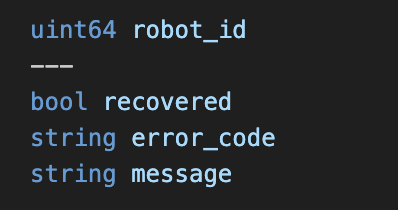 uint64 robot_id
---
bool recovered
string error_code
string message